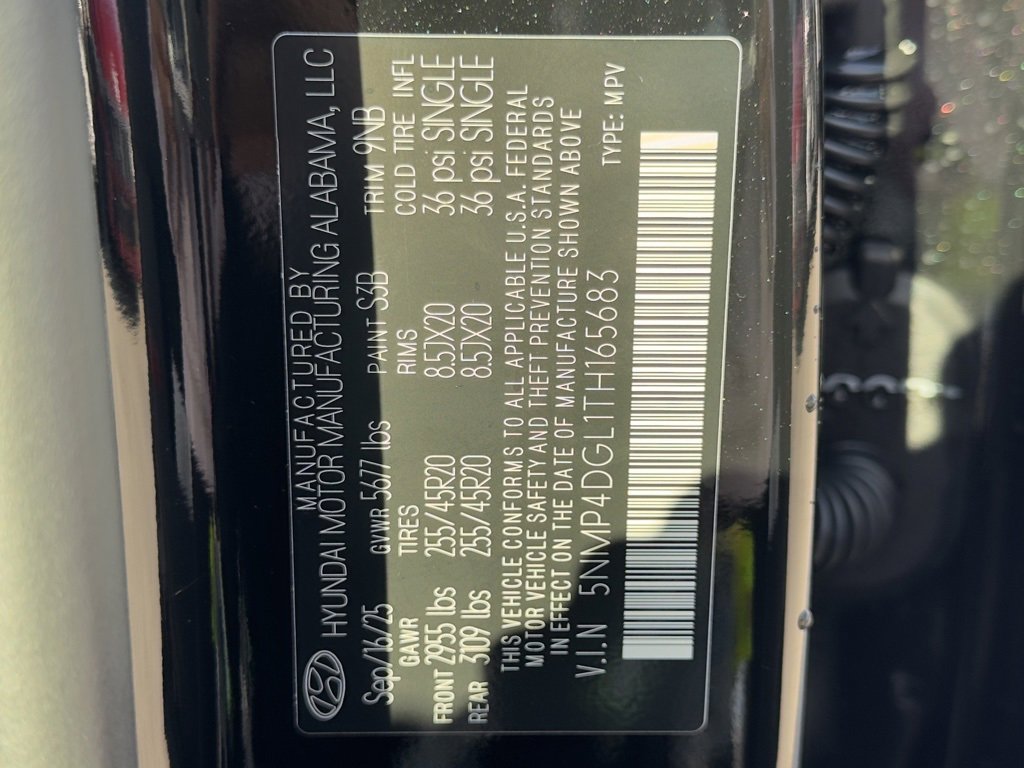 MANUFACTURED BY
HYUNDAI MOTOR MANUFACTURING ALABAMA, LLC
Sep/16/25 GVWR 5677 lbs PAINT S3B TRIM 9NB
GAWR TIRES RIMS COLD TIRE INFL
FRONT 2955 lbs 255/45R20 8.5JX20 36 psi SINGLE
REAR 3109 lbs 255/45R20 8.5JX20 36 psi SINGLE
THIS VEHICLE CONFORMS TO ALL APPLICABLE U.S.A. FEDERAL
MOTOR VEHICLE SAFETY AND THEFT PREVENTION STANDARDS
IN EFFECT ON THE DATE OF MANUFACTURE SHOWN ABOVE
V.I.N 5NMP4DGL1TH165683 TYPE: MPV